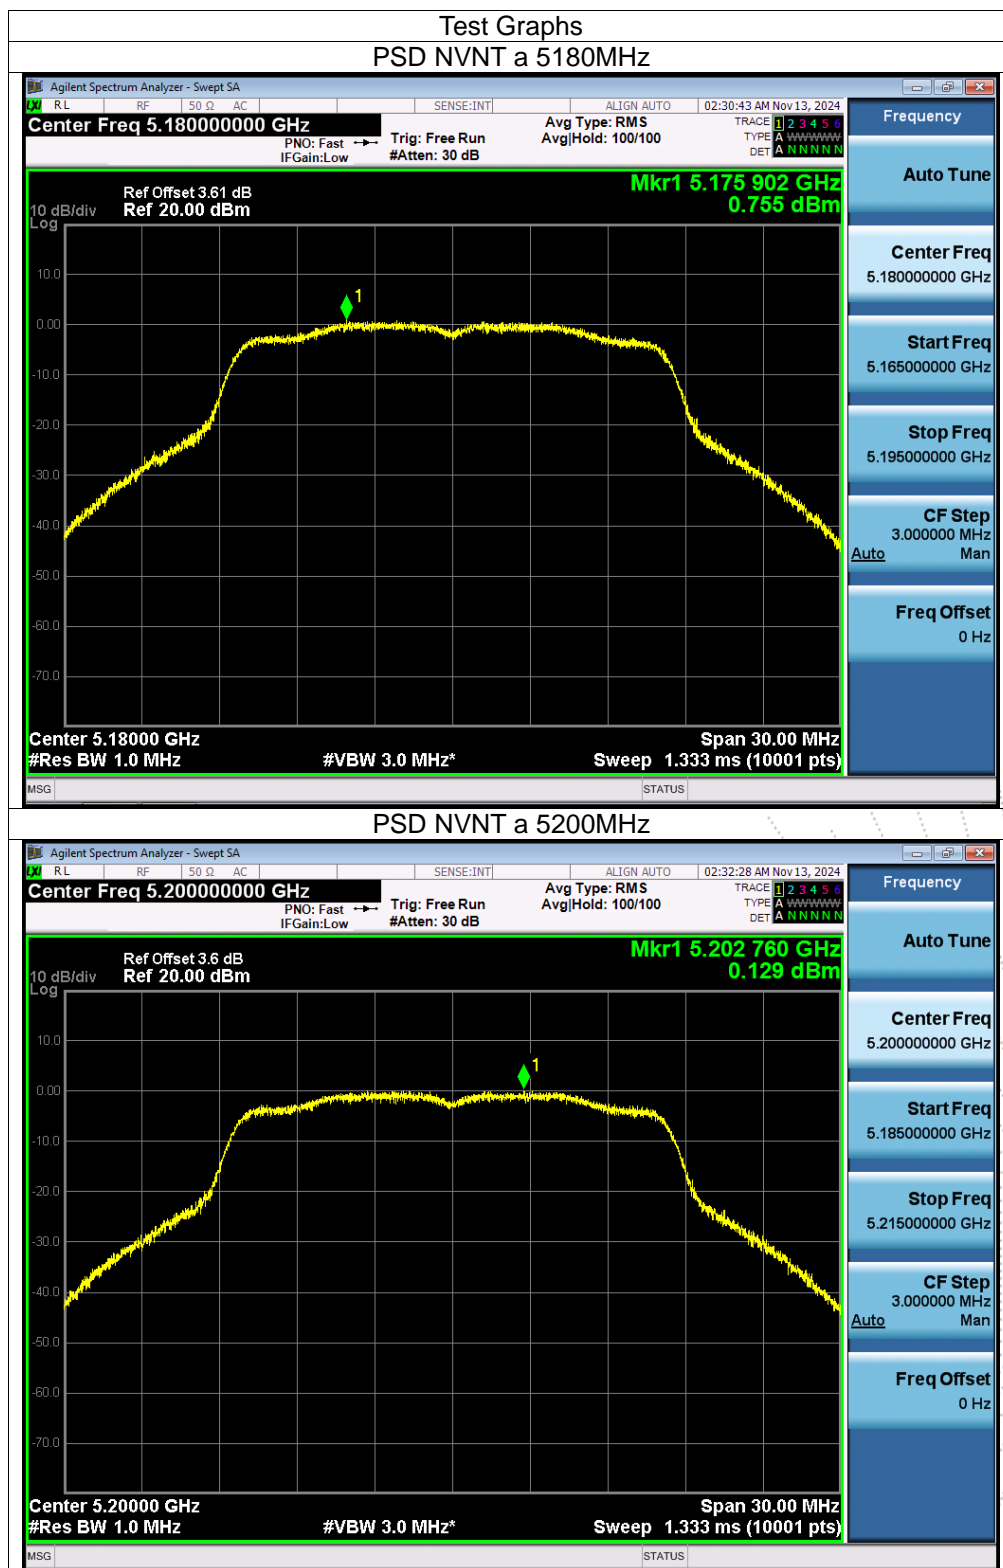 Test Graphs
PSD NVNT a 5180MHz
Agilent Spectrum Analyzer - Swept SA
LXI RL RF 50 Ω AC SENSE:INT ALIGN AUTO 02:30:43 AM Nov 13, 2024
Center Freq 5.180000000 GHz
PNO: Fast
IFGain:Low
Trig: Free Run
#Atten: 30 dB
Avg Type: RMS
Avg|Hold: 100/100
TRACE 1 2 3 4 5 6
TYPE A WWWWW
DET A N N N N N
Frequency
Auto Tune
Center Freq
5.180000000 GHz
Start Freq
5.165000000 GHz
Stop Freq
5.195000000 GHz
CF Step
3.000000 MHz
Auto Man
Freq Offset
0 Hz
Mkr1 5.175 902 GHz
0.755 dBm
Ref Offset 3.61 dB
10 dB/div Ref 20.00 dBm
Log
10.0
0.00
-10.0
-20.0
-30.0
-40.0
-50.0
-60.0
-70.0
1
Center 5.18000 GHz Span 30.00 MHz
#Res BW 1.0 MHz #VBW 3.0 MHz* Sweep 1.333 ms (10001 pts)
MSG STATUS
PSD NVNT a 5200MHz
Agilent Spectrum Analyzer - Swept SA
LXI RL RF 50 Ω AC SENSE:INT ALIGN AUTO 02:32:28 AM Nov 13, 2024
Center Freq 5.200000000 GHz
PNO: Fast
IFGain:Low
Trig: Free Run
#Atten: 30 dB
Avg Type: RMS
Avg|Hold: 100/100
TRACE 1 2 3 4 5 6
TYPE A WWWWW
DET A N N N N N
Frequency
Auto Tune
Center Freq
5.200000000 GHz
Start Freq
5.185000000 GHz
Stop Freq
5.215000000 GHz
CF Step
3.000000 MHz
Auto Man
Freq Offset
0 Hz
Mkr1 5.202 760 GHz
0.129 dBm
Ref Offset 3.6 dB
10 dB/div Ref 20.00 dBm
Log
10.0
0.00
-10.0
-20.0
-30.0
-40.0
-50.0
-60.0
-70.0
1
Center 5.20000 GHz Span 30.00 MHz
#Res BW 1.0 MHz #VBW 3.0 MHz* Sweep 1.333 ms (10001 pts)
MSG STATUS